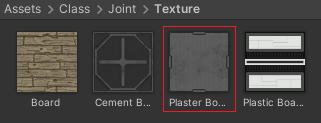 Assets > Class > Joint > Texture
Board Cement B... Plaster Bo... Plastic Boa...